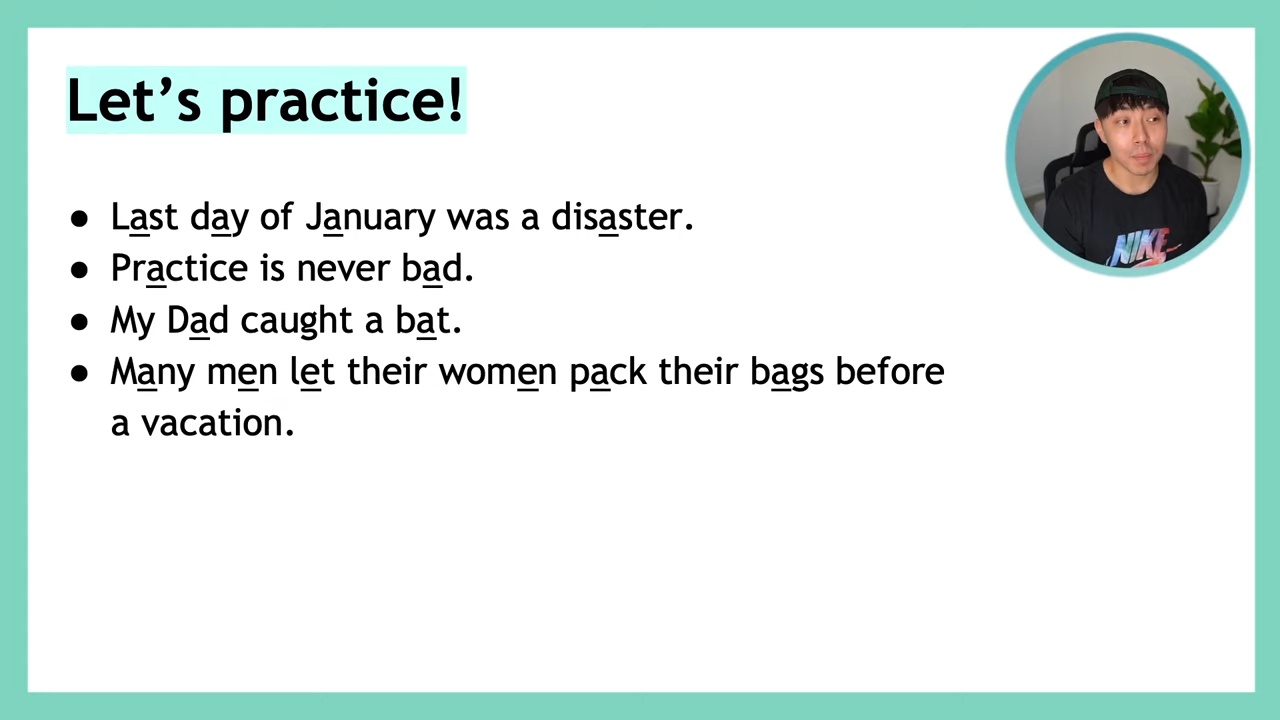 Let's practice!
● Last day of January was a disaster.
● Practice is never bad.
● My Dad caught a bat.
● Many men let their women pack their bags before
a vacation.
NIKE